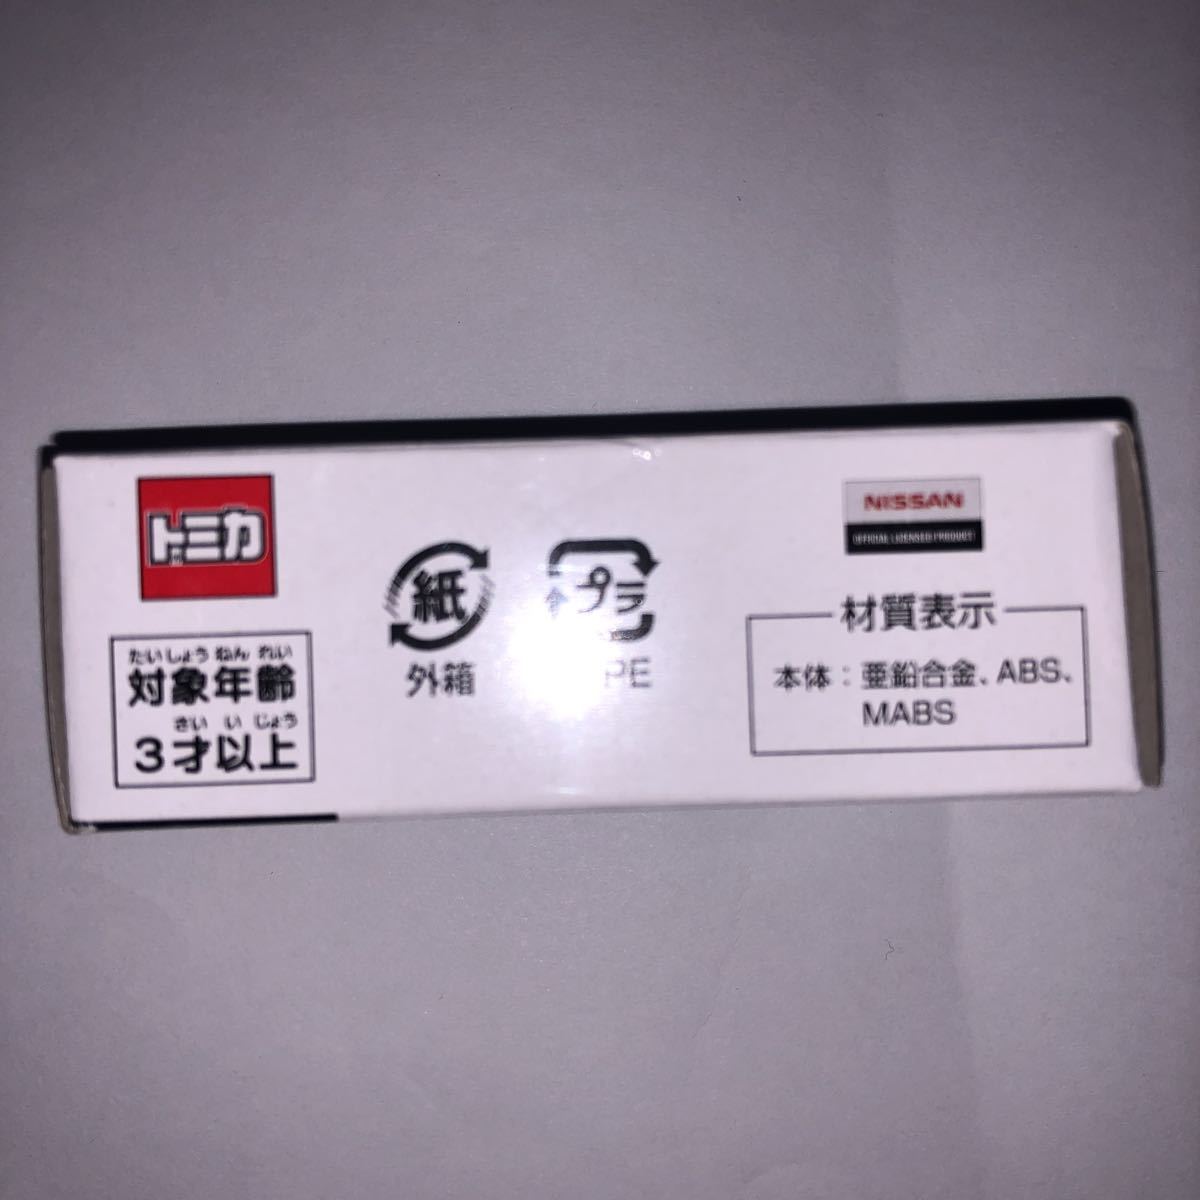 トミカ
たいしょう ねん れい
対象年齢
さい い じょう
3才以上
紙
外箱
プラ
PE
NISSAN
OFFICIAL LICENSED PRODUCT
材質表示
本体：亜鉛合金、ABS、
MABS